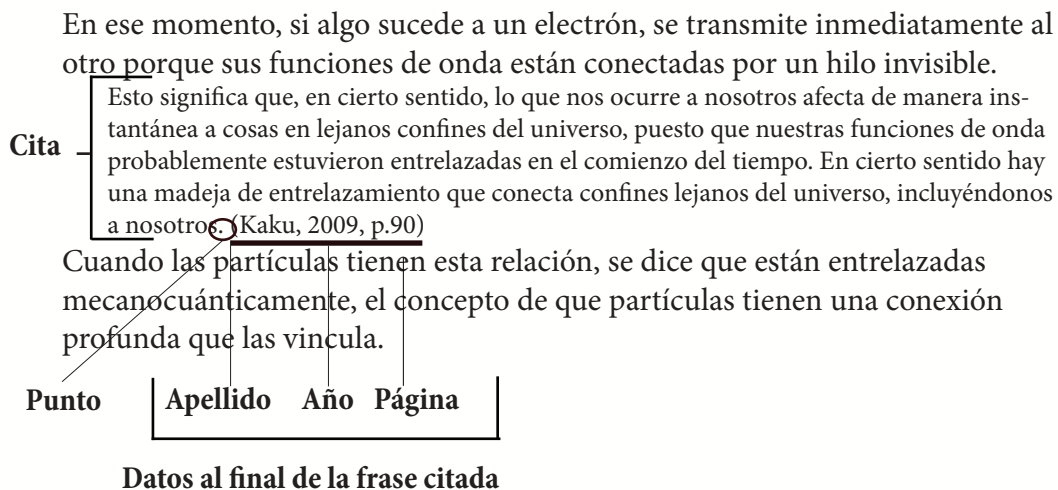 En ese momento, si algo sucede a un electrón, se transmite inmediatamente al
otro porque sus funciones de onda están conectadas por un hilo invisible.
Esto significa que, en cierto sentido, lo que nos ocurre a nosotros afecta de manera ins-
tantánea a cosas en lejanos confines del universo, puesto que nuestras funciones de onda
Cita
probablemente estuvieron entrelazadas en el comienzo del tiempo. En cierto sentido hay
una madeja de entrelazamiento que conecta confines lejanos del universo, incluyéndonos
a nosotros. (Kaku, 2009, p.90)
Cuando las partículas tienen esta relación, se dice que están entrelazadas
mecanocuánticamente, el concepto de que partículas tienen una conexión
profunda que las vincula.
Punto Apellido Año Página
Datos al final de la frase citada